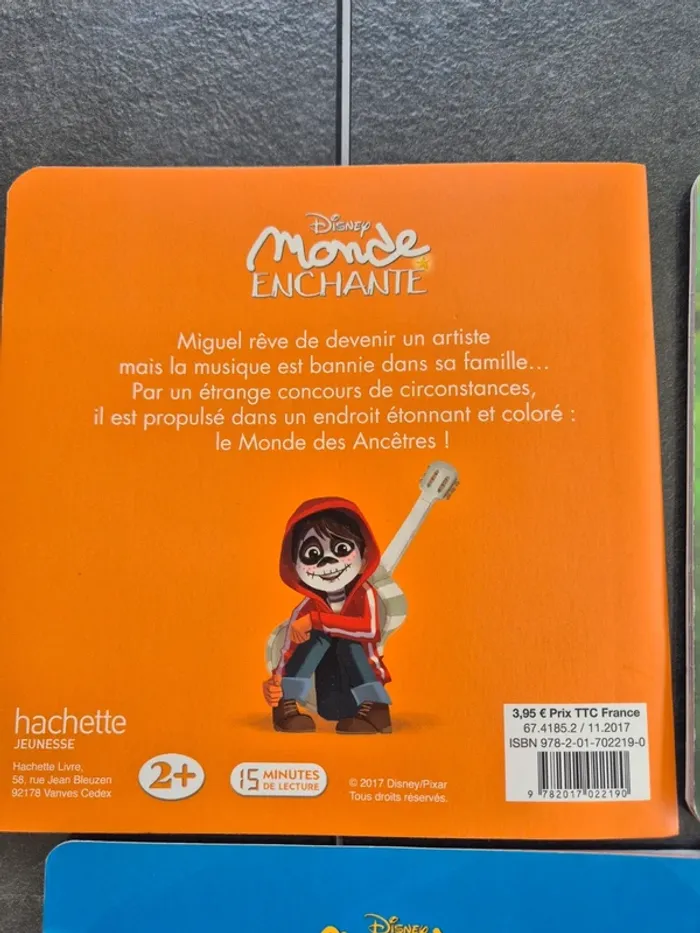 Disney
Monde
ENCHANTÉ
Miguel rêve de devenir un artiste
mais la musique est bannie dans sa famille...
Par un étrange concours de circonstances,
il est propulsé dans un endroit étonnant et coloré :
le Monde des Ancêtres !
hachette
JEUNESSE
Hachette Livre,
58, rue Jean Bleuzen
92178 Vanves Cedex
2+
15 MINUTES
DE LECTURE
© 2017 Disney/Pixar
Tous droits réservés.
3,95 € Prix TTC France
67.4185.2 / 11.2017
ISBN 978-2-01-702219-0
9 782017 022190
Disney